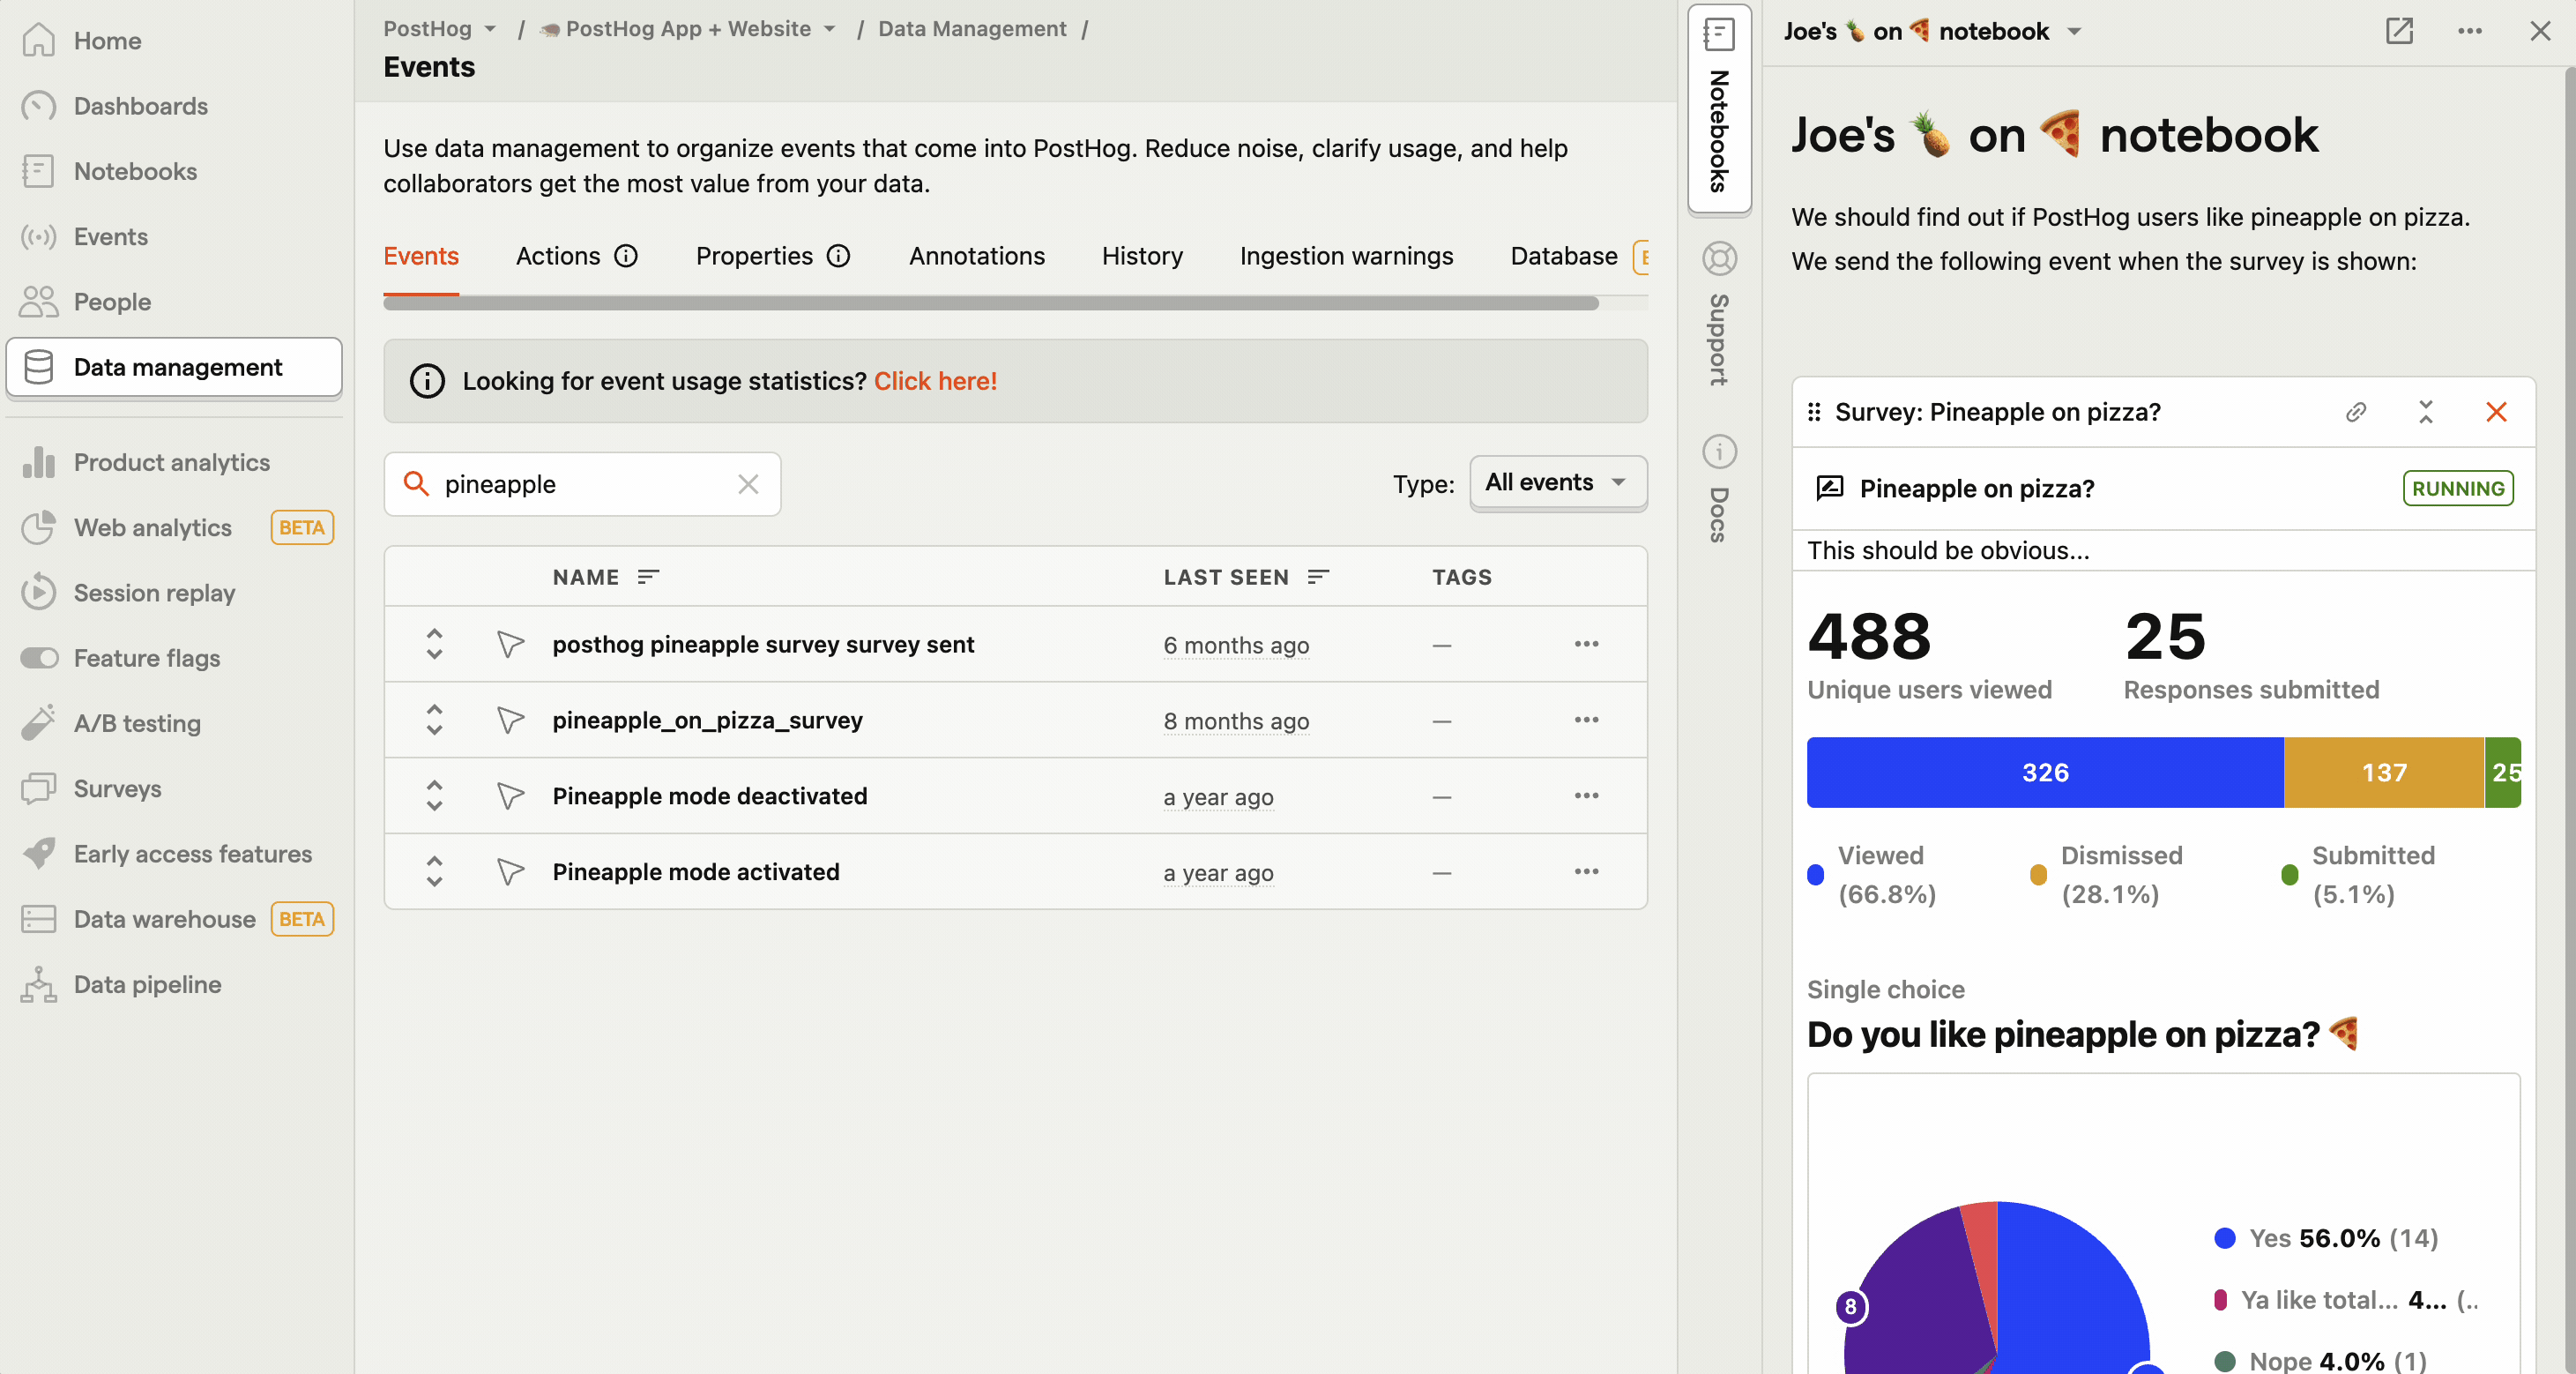 Home
Dashboards
Notebooks
Events
People
Data management
Product analytics
Web analytics BETA
Session replay
Feature flags
A/B testing
Surveys
Early access features
Data warehouse BETA
Data pipeline
PostHog / PostHog App + Website / Data Management /
Events
Use data management to organize events that come into PostHog. Reduce noise, clarify usage, and help
collaborators get the most value from your data.
Events Actions Properties Annotations History Ingestion warnings Database
Looking for event usage statistics? Click here!
pineapple
Type: All events
NAME LAST SEEN TAGS
posthog pineapple survey survey sent 6 months ago —
pineapple_on_pizza_survey 8 months ago —
Pineapple mode deactivated a year ago —
Pineapple mode activated a year ago —
Notebooks
Support
Docs
Joe's 🍍 on 🍕 notebook
Joe's 🍍 on 🍕 notebook
We should find out if PostHog users like pineapple on pizza.
We send the following event when the survey is shown:
Survey: Pineapple on pizza?
Pineapple on pizza? RUNNING
This should be obvious...
488 25
Unique users viewed Responses submitted
326 137 25
Viewed Dismissed Submitted
(66.8%) (28.1%) (5.1%)
Single choice
Do you like pineapple on pizza? 🍕
8
Yes 56.0% (14)
Ya like total... 4... (..
Nope 4.0% (1)